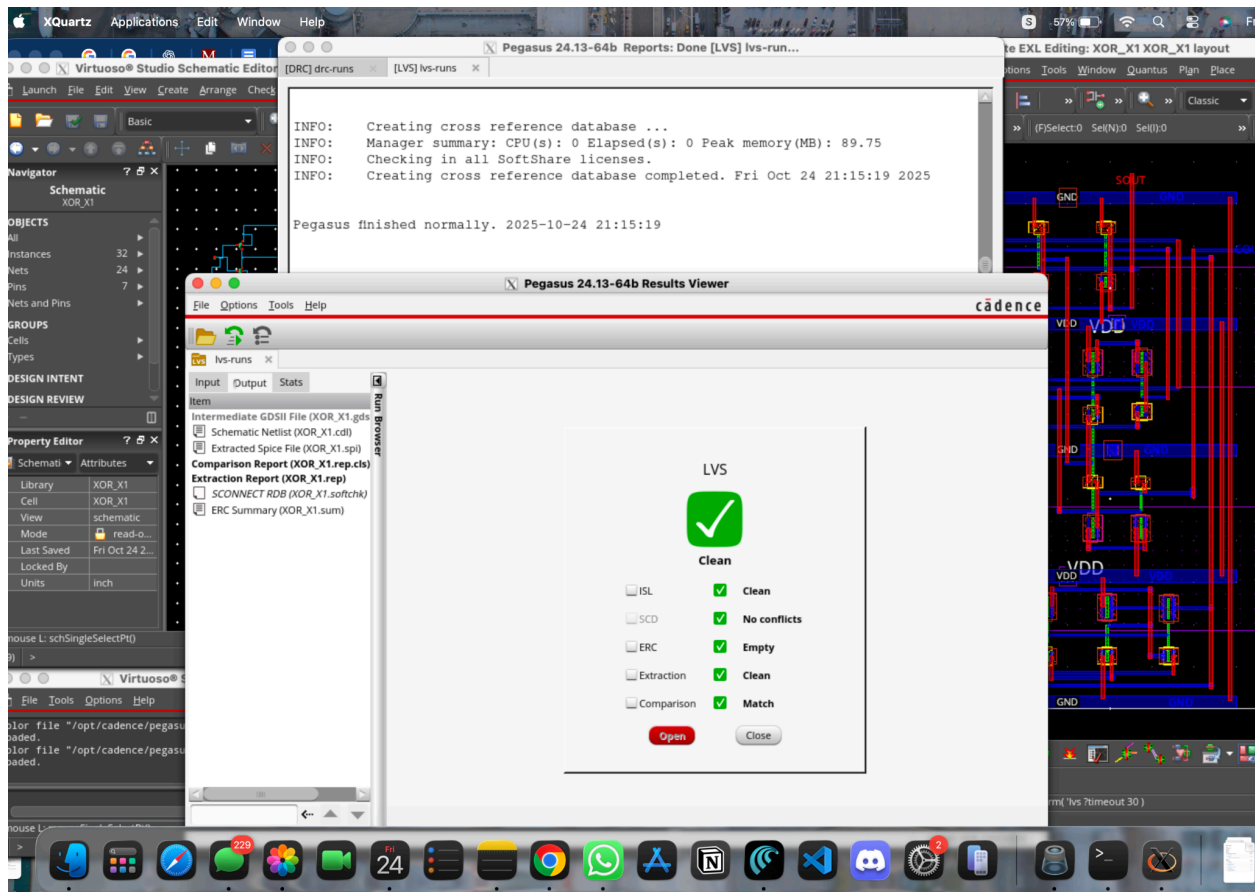 XQuartz Applications Edit Window Help
S 57%
Pegasus 24.13-64b Reports: Done [LVS] lvs-run...
te EXL Editing: XOR_X1 XOR_X1 layout
Virtuoso® Studio Schematic Editor
[DRC] drc-runs
[LVS] lvs-runs
ptions Tools Window Quantus Plan Place
Launch File Edit View Create Arrange Check
Basic
Classic
(F)Select:0 Sel(N):0 Sel(I):0
INFO: Creating cross reference database ...
INFO: Manager summary: CPU(s): 0 Elapsed(s): 0 Peak memory(MB): 89.75
INFO: Checking in all SoftShare licenses.
INFO: Creating cross reference database completed. Fri Oct 24 21:15:19 2025
Pegasus finished normally. 2025-10-24 21:15:19
Navigator
Schematic
XOR_X1
OBJECTS
All
Instances 32
Nets 24
Pins 7
Nets and Pins
GROUPS
Cells
Types
DESIGN INTENT
DESIGN REVIEW
Property Editor
Schemati Attributes
Library XOR_X1
Cell XOR_X1
View schematic
Mode read-o...
Last Saved Fri Oct 24 2...
Locked By
Units inch
mouse L: schSingleSelectPt()
9) >
Virtuoso® S
File Tools Options Help
olor file "/opt/cadence/pegasu
oaded.
olor file "/opt/cadence/pegasu
oaded.
Pegasus 24.13-64b Results Viewer
File Options Tools Help
cādence
lvs-runs
Input Output Stats
Item
Run Browser
Intermediate GDSII File (XOR_X1.gds
Schematic Netlist (XOR_X1.cdl)
Extracted Spice File (XOR_X1.spi)
Comparison Report (XOR_X1.rep.cls)
Extraction Report (XOR_X1.rep)
SCONNECT RDB (XOR_X1.softchk)
ERC Summary (XOR_X1.sum)
LVS
Clean
ISL Clean
SCD No conflicts
ERC Empty
Extraction Clean
Comparison Match
Open Close
SOUT
GND GND
VDD VDD VDD
GND GND
VDD VDD VDD
GND GND
rm( 'lvs ?timeout 30 )
229
Fri
24
2